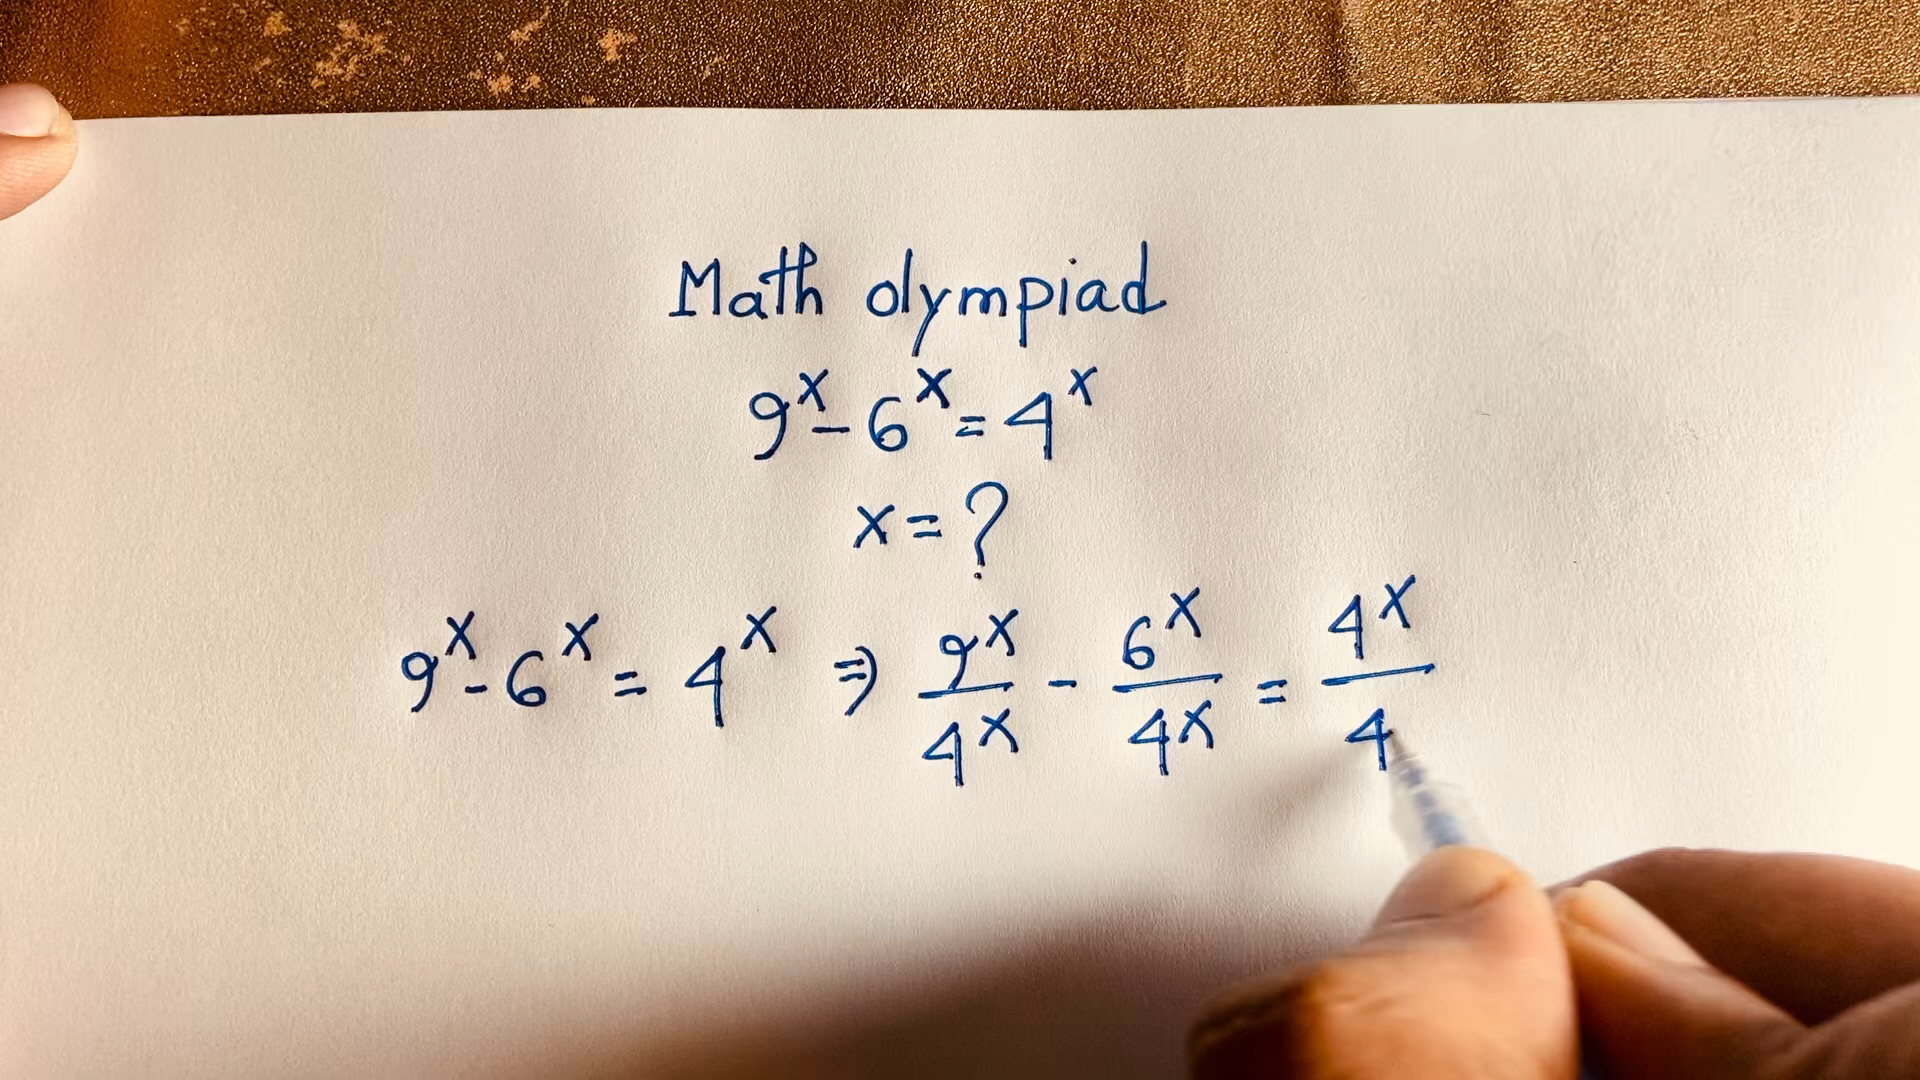 Math olympiad
9^x - 6^x = 4^x
x = ?
9^x - 6^x = 4^x ⇒ 9^x/4^x - 6^x/4^x = 4^x/4